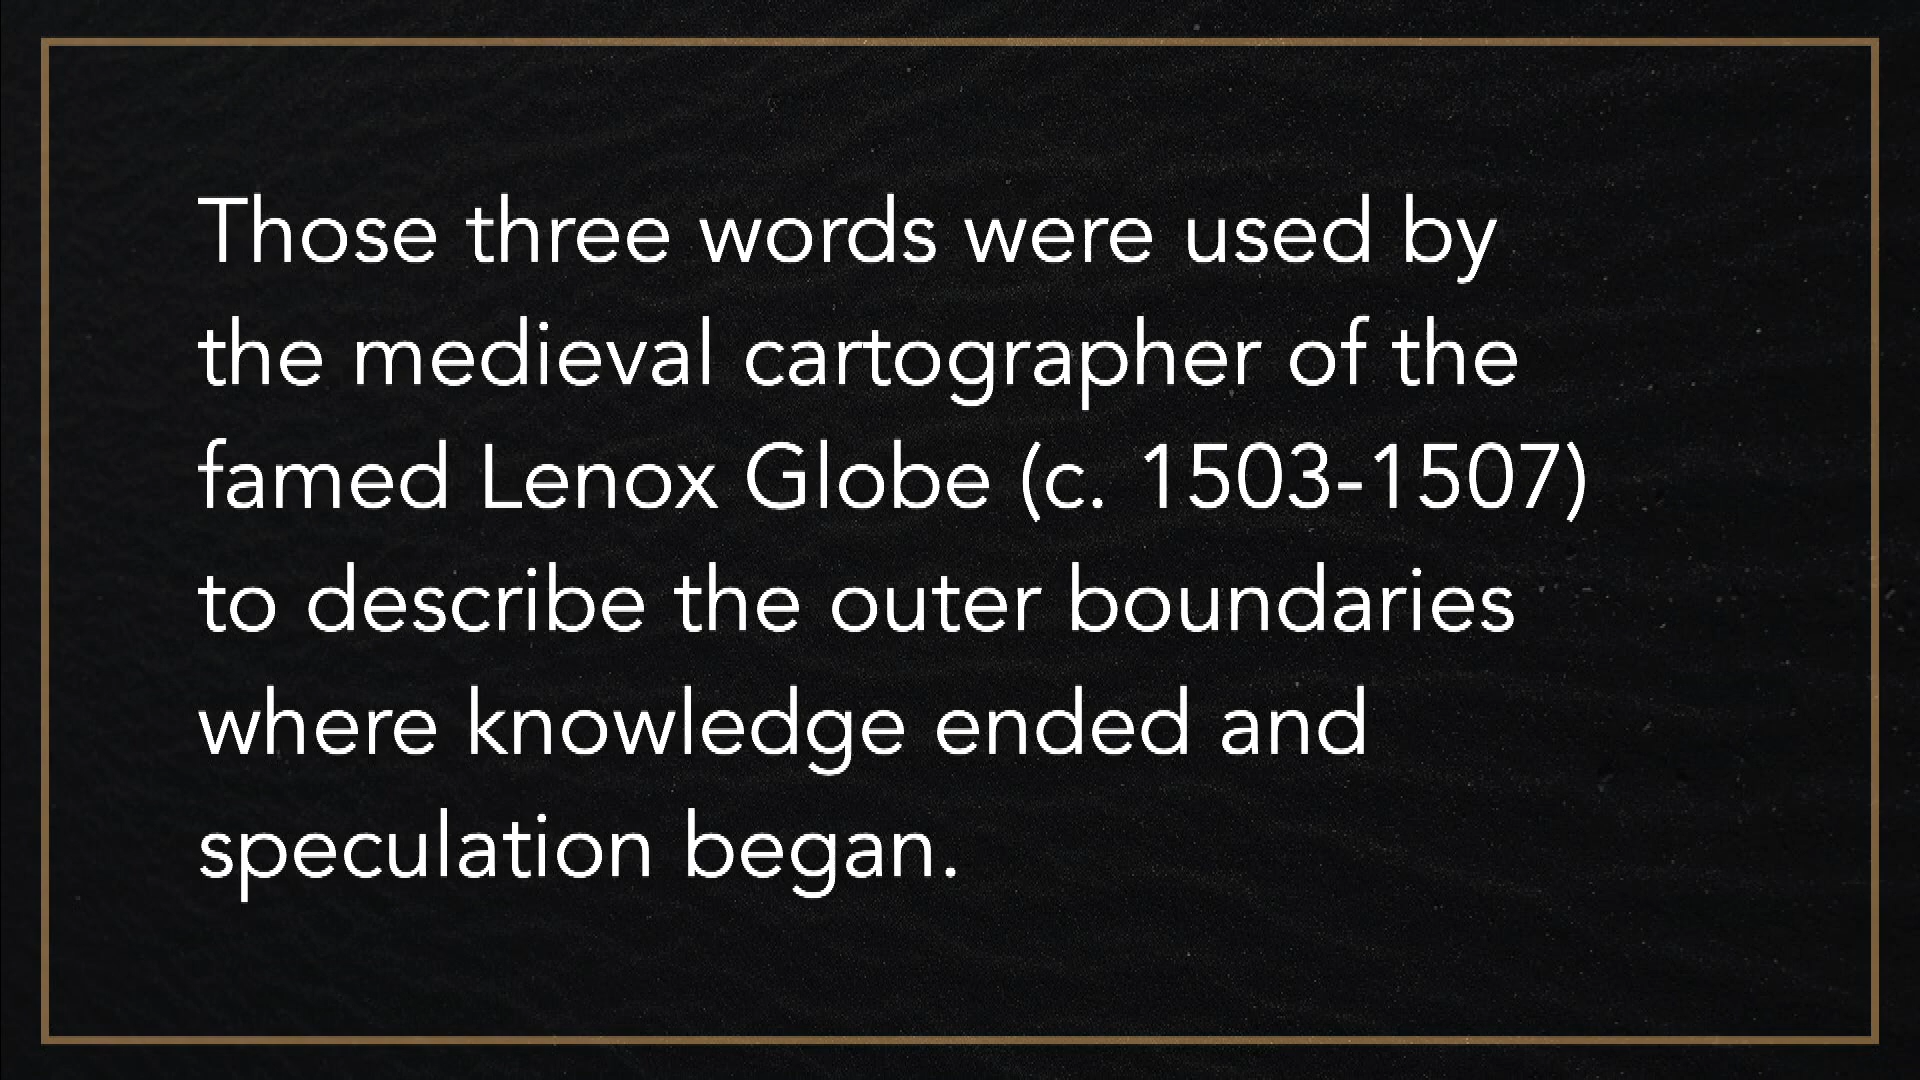 Those three words were used by
the medieval cartographer of the
famed Lenox Globe (c. 1503-1507)
to describe the outer boundaries
where knowledge ended and
speculation began.